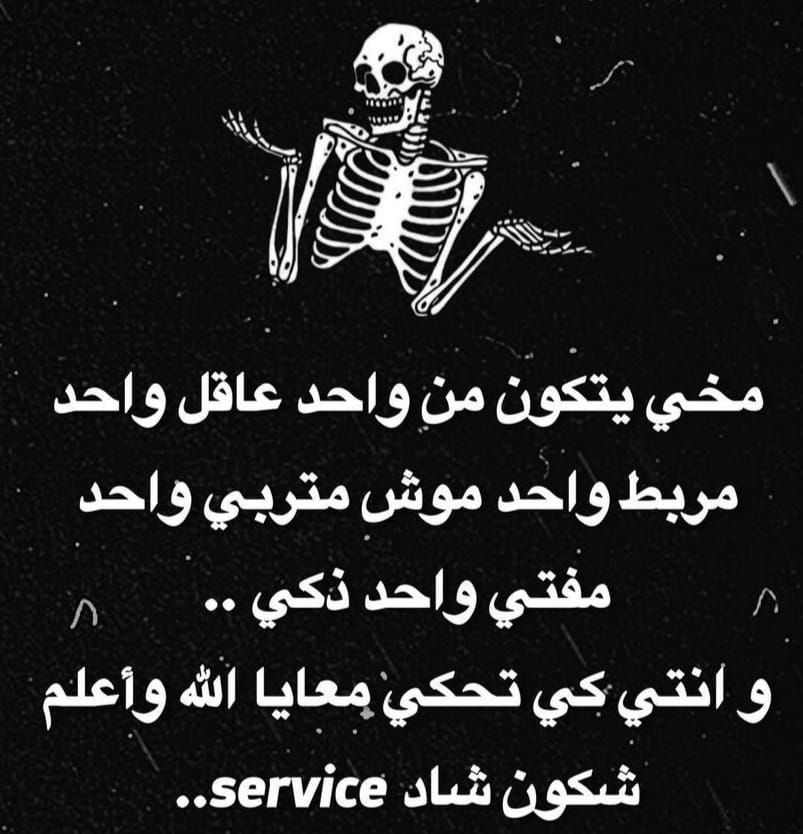 مخي يتكون من واحد عاقل واحد
مربط واحد موش متربي واحد
مفتي واحد ذكي ..
و انتي كي تحكي معايا الله وأعلم
شكون شاد service..